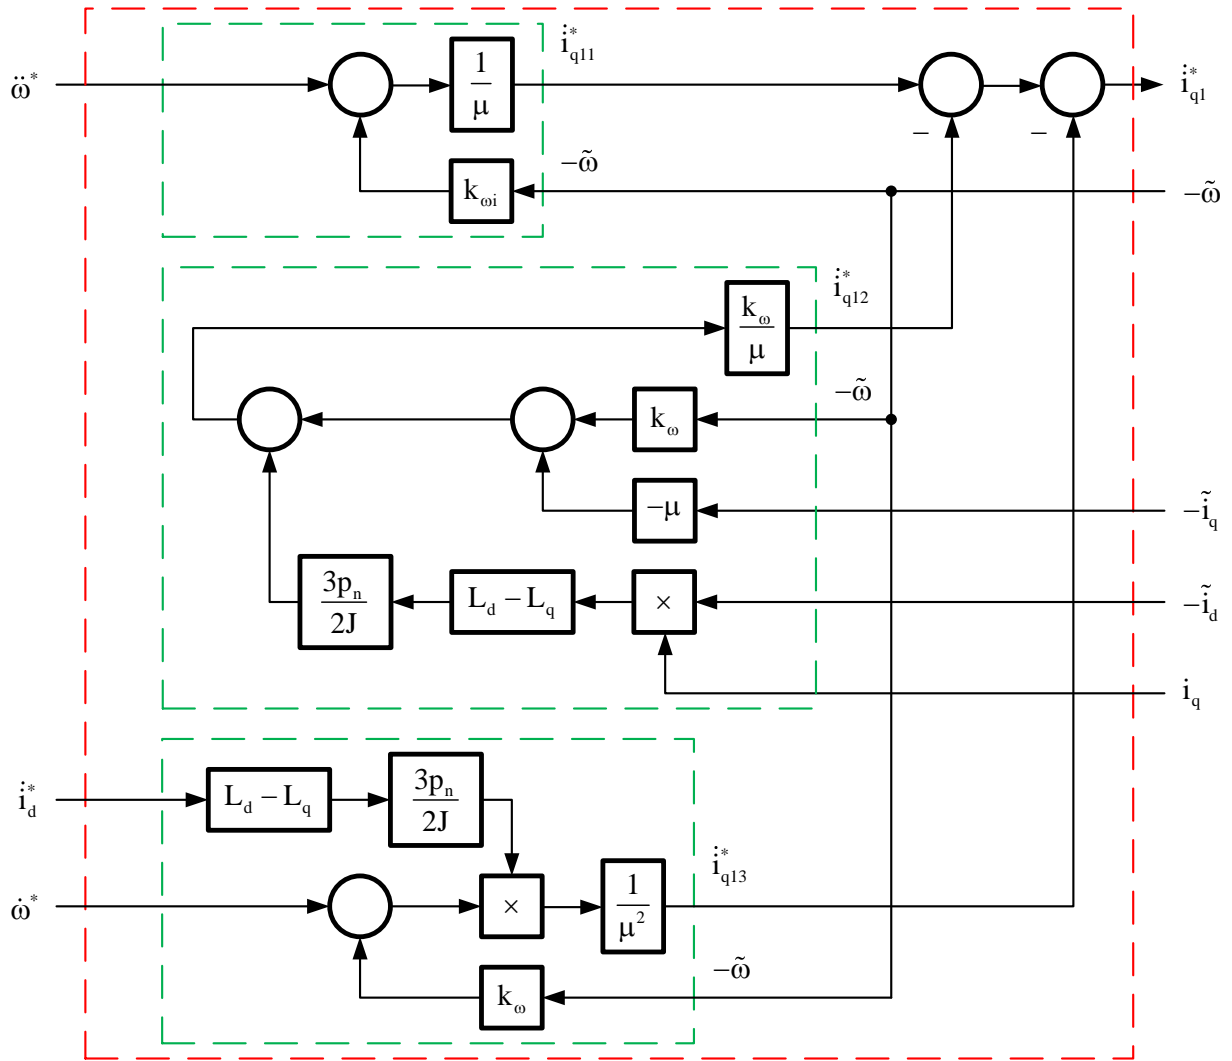 i̇*q11
ω̈*
1/μ
i̇*q1
−
−
−ω̃
kωi
−ω̃
i̇*q12
kω/μ
−ω̃
kω
−μ
−ĩq
3pn/2J
Ld − Lq
×
−ĩd
iq
i̇*d
Ld − Lq
3pn/2J
i̇*q13
ω̇*
×
1/μ²
−ω̃
kω